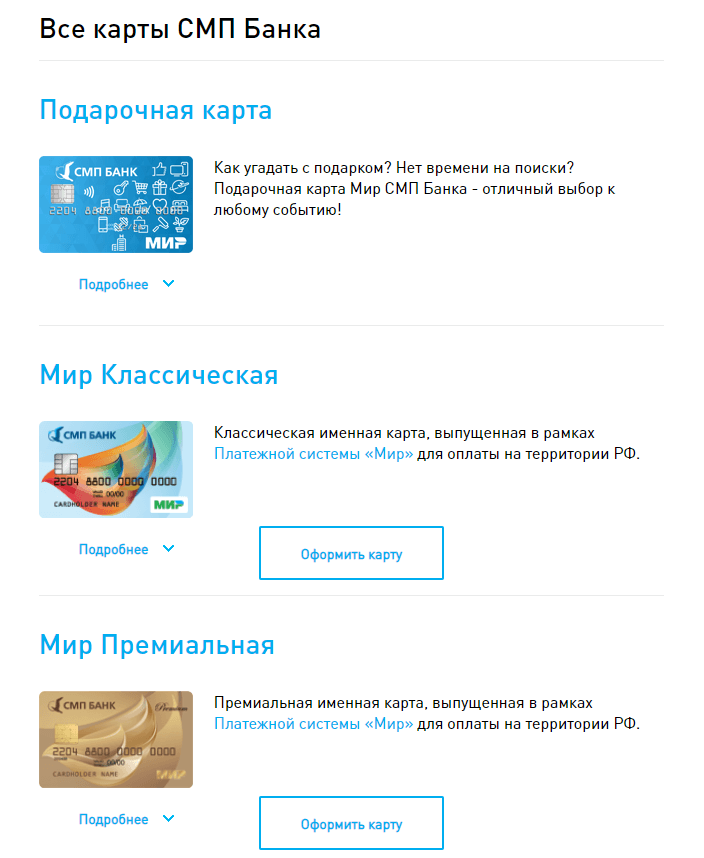 Все карты СМП Банка
Подарочная карта
СМП БАНК
2204 8800 0000 0000
МИР
Как угадать с подарком? Нет времени на поиски?
Подарочная карта Мир СМП Банка - отличный выбор к
любому событию!
Подробнее
Мир Классическая
СМП БАНК
2204 8800 0000 0000
00/00
CARDHOLDER NAME
МИР
Классическая именная карта, выпущенная в рамках
Платежной системы «Мир» для оплаты на территории РФ.
Подробнее
Оформить карту
Мир Премиальная
СМП БАНК
Premium
2204 8800 0000 0000
00/00
CARDHOLDER NAME
МИР
Премиальная именная карта, выпущенная в рамках
Платежной системы «Мир» для оплаты на территории РФ.
Подробнее
Оформить карту